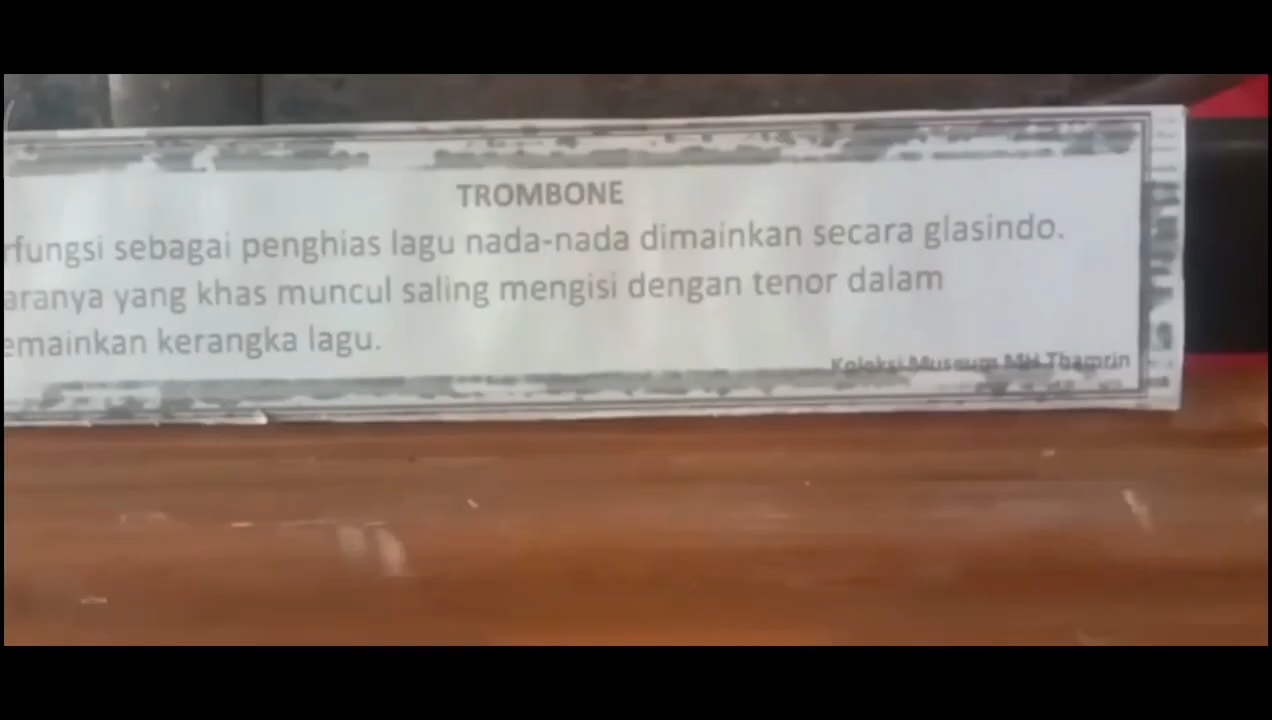 TROMBONE
rfungsi sebagai penghias lagu nada-nada dimainkan secara glasindo.
aranya yang khas muncul saling mengisi dengan tenor dalam
emainkan kerangka lagu.
Koleksi Museum MH Thamrin